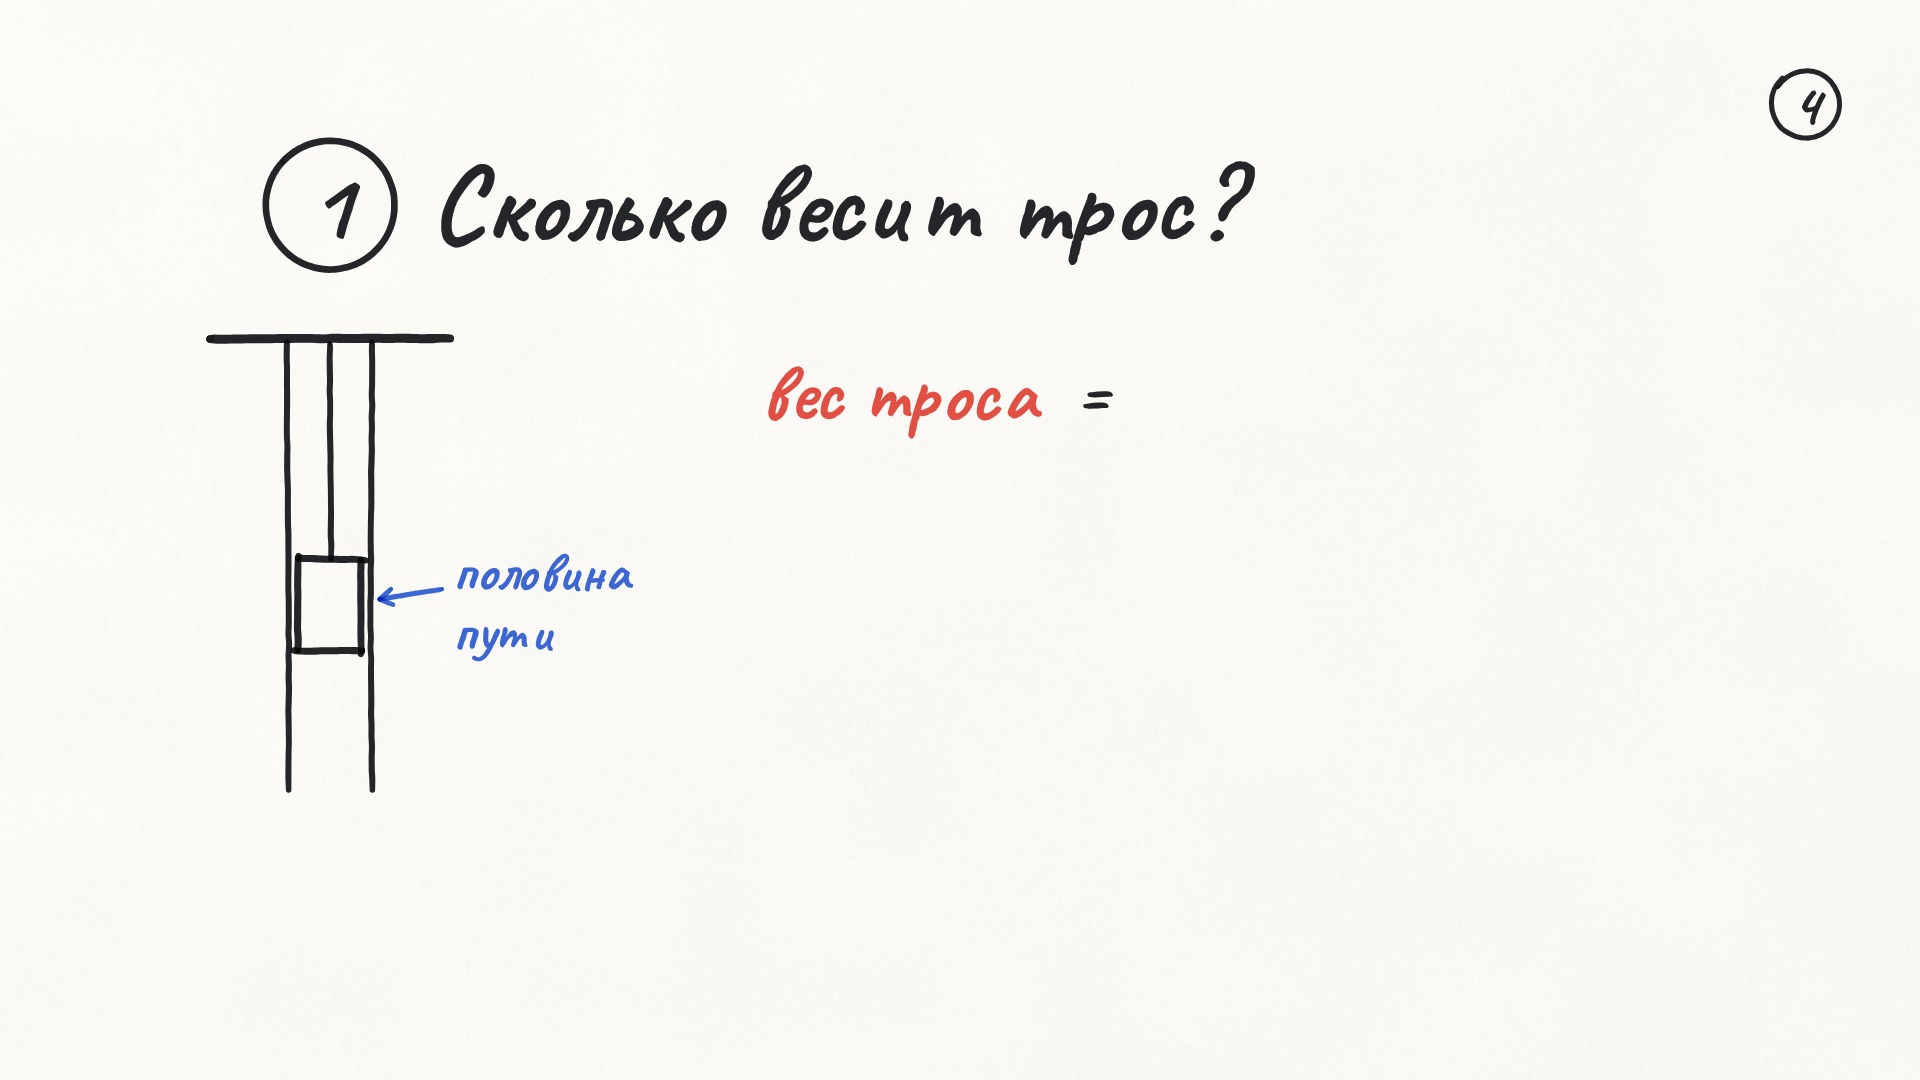 4
1 Сколько весит трос?
вес троса =
половина
пути